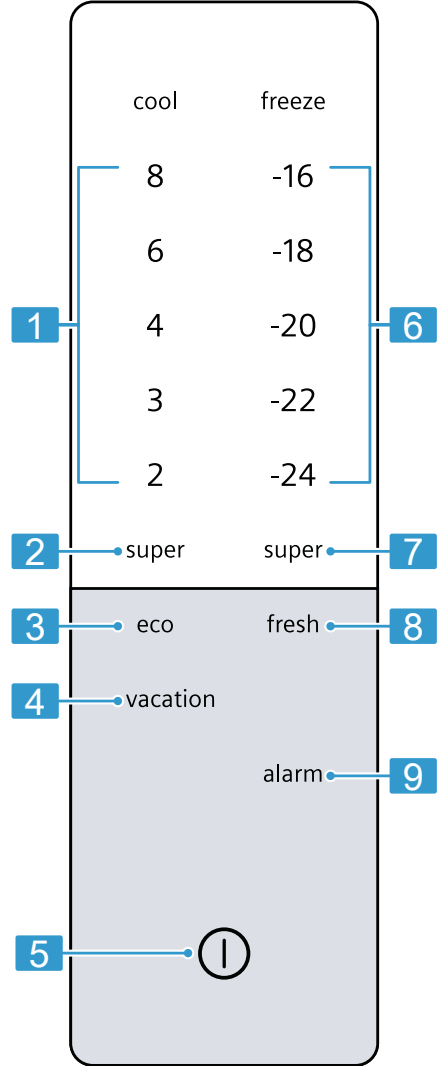 cool freeze
8 -16
6 -18
1 4 -20 6
3 -22
2 -24
2 super super 7
3 eco fresh 8
4 vacation
alarm 9
5